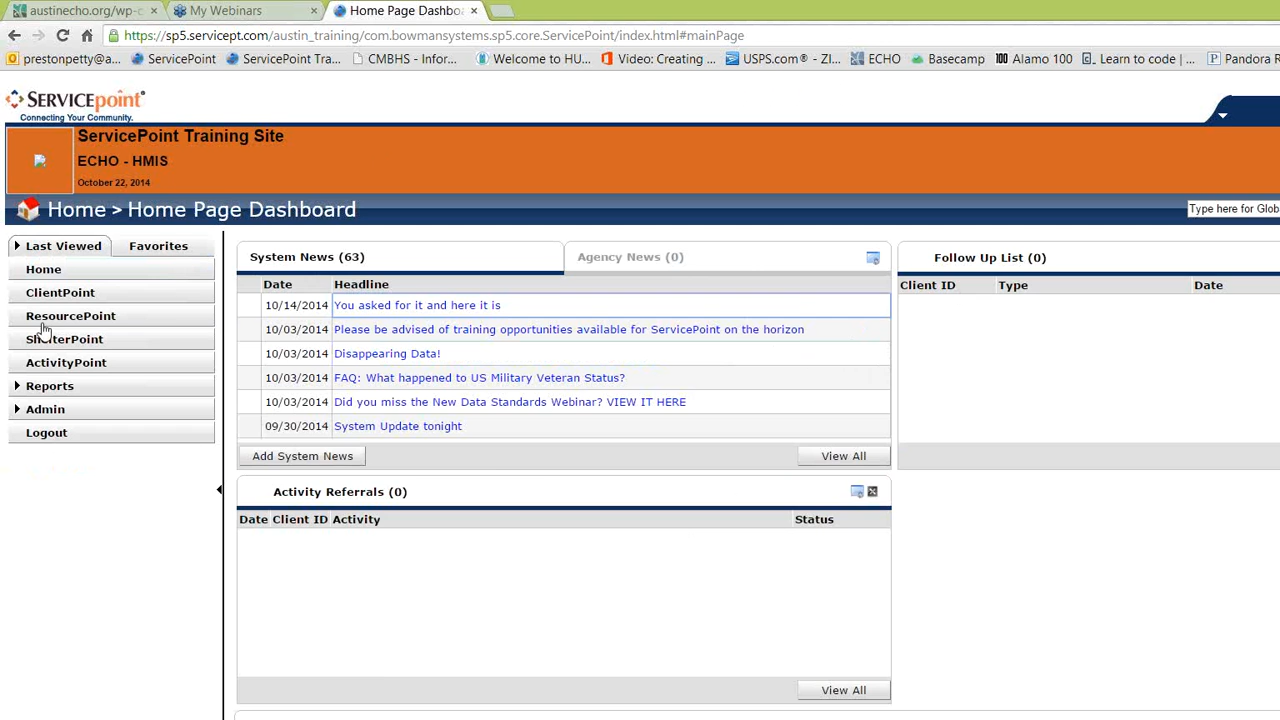 austinecho.org/wp-c
My Webinars
Home Page Dashbo
https://sp5.servicept.com/austin_training/com.bowmansystems.sp5.core.ServicePoint/index.html#mainPage
prestonpetty@a... ServicePoint ServicePoint Tra... CMBHS - Infor... Welcome to HR... Video: Creating ... USPS.com® - ZI... ECHO Basecamp 100 Alamo 100 Learn to code | ... Pandora R
SERVICEpoint
Connecting Your Community.
ServicePoint Training Site
ECHO - HMIS
October 22, 2014
Home > Home Page Dashboard
Type here for Glob
Last Viewed Favorites
Home
ClientPoint
ResourcePoint
ShelterPoint
ActivityPoint
Reports
Admin
Logout
System News (63) Agency News (0)
Date Headline
10/14/2014 You asked for it and here it is
10/03/2014 Please be advised of training opportunities available for ServicePoint on the horizon
10/03/2014 Disappearing Data!
10/03/2014 FAQ: What happened to US Military Veteran Status?
10/03/2014 Did you miss the New Data Standards Webinar? VIEW IT HERE
09/30/2014 System Update tonight
Add System News View All
Follow Up List (0)
Client ID Type Date
Activity Referrals (0)
Date Client ID Activity Status
View All